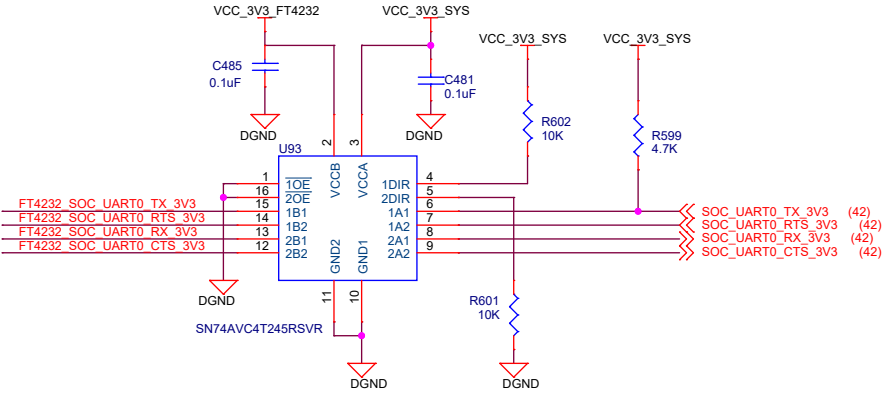 VCC_3V3_FT4232
VCC_3V3_SYS
VCC_3V3_SYS
VCC_3V3_SYS
C485
0.1uF
C481
0.1uF
R602
10K
R599
4.7K
DGND
DGND
U93
2
3
VCCB
VCCA
1
16
15
14
13
12
1OE
2OE
1B1
1B2
2B1
2B2
1DIR
2DIR
1A1
1A2
2A1
2A2
4
5
6
7
8
9
FT4232_SOC_UART0_TX_3V3
FT4232_SOC_UART0_RTS_3V3
FT4232_SOC_UART0_RX_3V3
FT4232_SOC_UART0_CTS_3V3
SOC_UART0_TX_3V3 (42)
SOC_UART0_RTS_3V3 (42)
SOC_UART0_RX_3V3 (42)
SOC_UART0_CTS_3V3 (42)
GND2
GND1
11
10
DGND
R601
10K
SN74AVC4T245RSVR
DGND
DGND